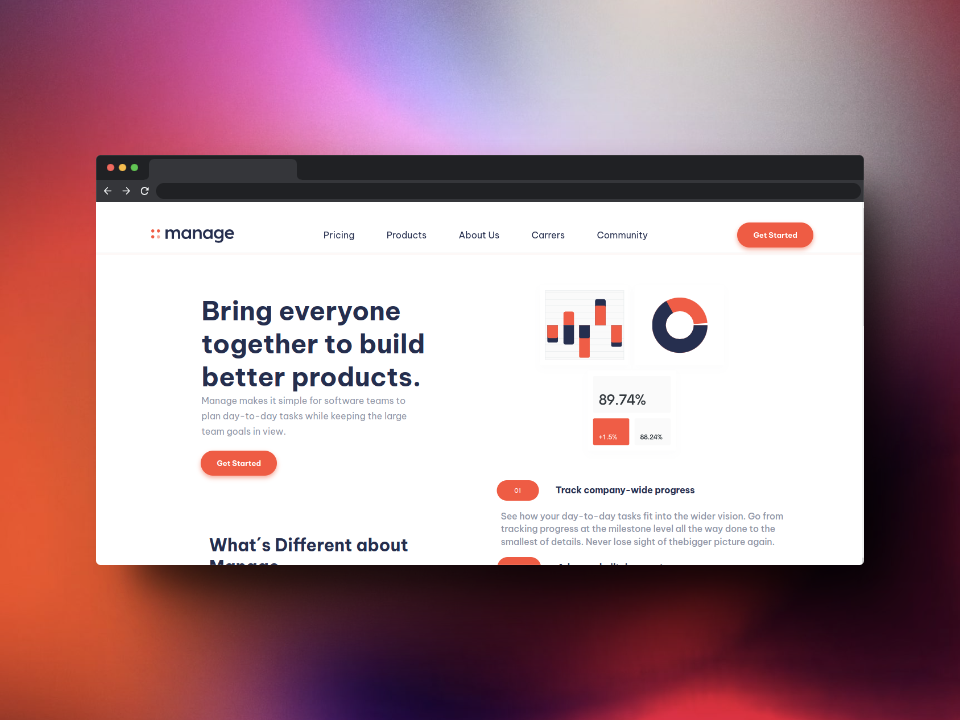 manage
Pricing
Products
About Us
Carrers
Community
Get Started
Bring everyone
together to build
better products.
Manage makes it simple for software teams to
plan day-to-day tasks while keeping the large
team goals in view.
Get Started
89.74%
+1.5%
88.24%
What´s Different about
Manage
01
Track company-wide progress
See how your day-to-day tasks fit into the wider vision. Go from
tracking progress at the milestone level all the way done to the
smallest of details. Never lose sight of thebigger picture again.